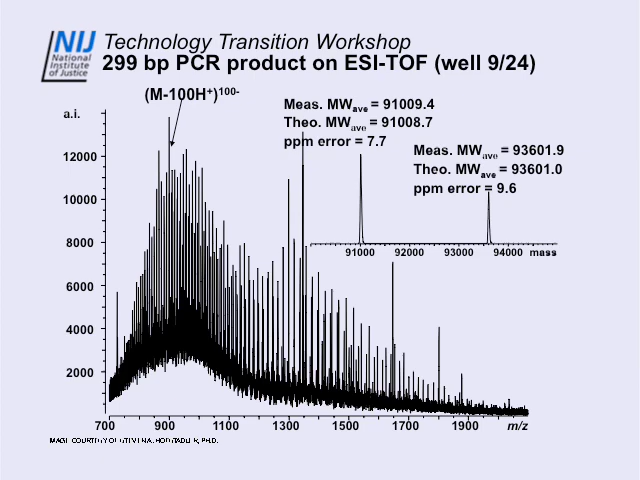 NIJ
National
Institute
of Justice
Technology Transition Workshop
299 bp PCR product on ESI-TOF (well 9/24)
(M-100H⁺)¹⁰⁰⁻
a.i.
Meas. MWave = 91009.4
Theo. MWave = 91008.7
ppm error = 7.7
Meas. MWave = 93601.9
Theo. MWave = 93601.0
ppm error = 9.6
12000
10000
8000
6000
4000
2000
91000 92000 93000 94000 mass
700 900 1100 1300 1500 1700 1900 m/z
PH.D.